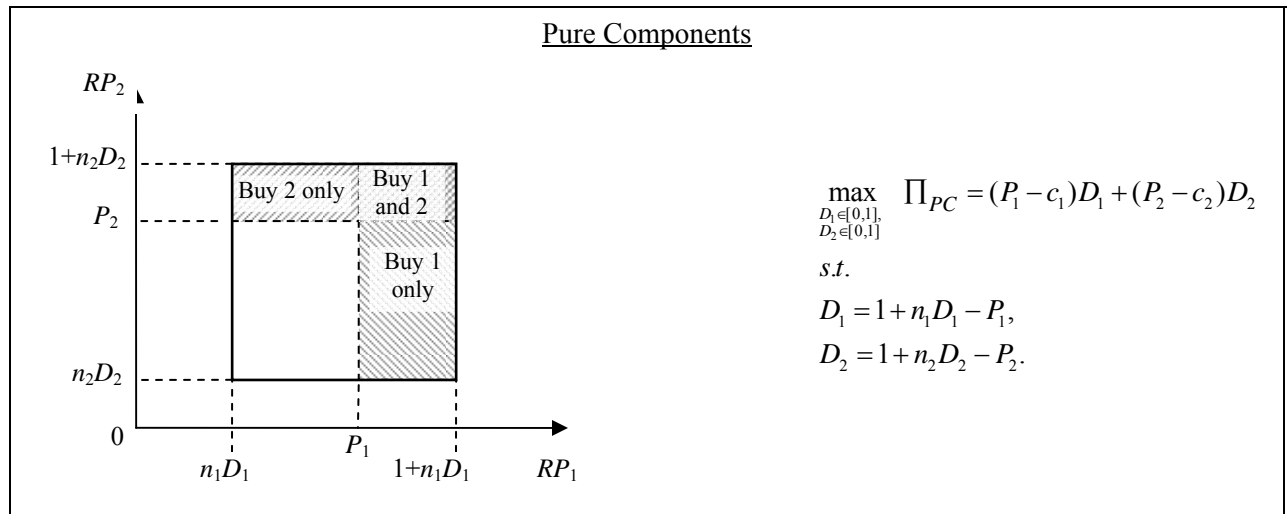 Pure Components
RP₂
1+n₂D₂
Buy 2 only
Buy 1
and 2
P₂
Buy 1
only
n₂D₂
0
n₁D₁
P₁
1+n₁D₁
RP₁
max Π_PC = (P₁ − c₁)D₁ + (P₂ − c₂)D₂
D₁∈[0,1],
D₂∈[0,1]
s.t.
D₁ = 1 + n₁D₁ − P₁,
D₂ = 1 + n₂D₂ − P₂.